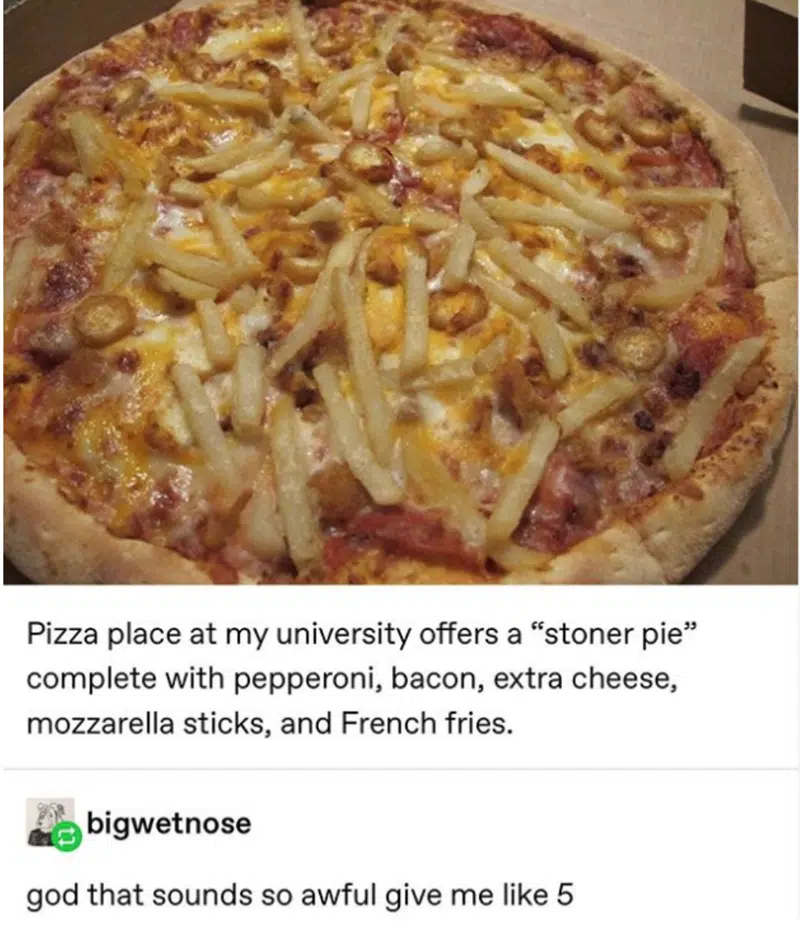 Pizza place at my university offers a “stoner pie”
complete with pepperoni, bacon, extra cheese,
mozzarella sticks, and French fries.
bigwetnose
god that sounds so awful give me like 5